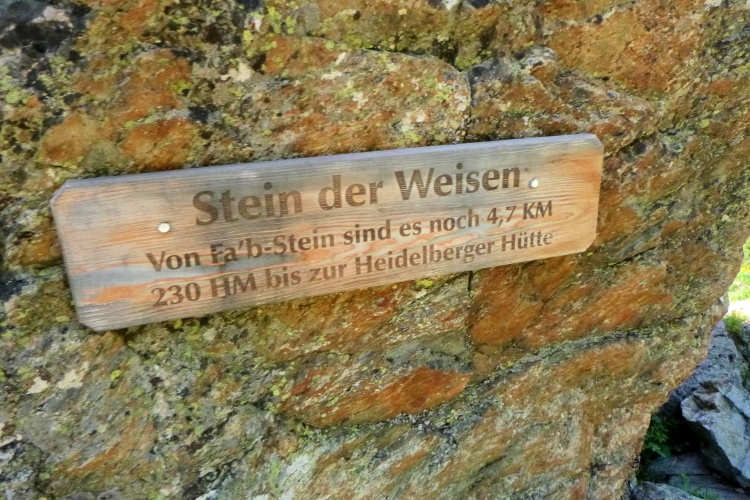 Stein der Weisen
Von Fa'b-Stein sind es noch 4,7 KM
230 HM bis zur Heidelberger Hütte